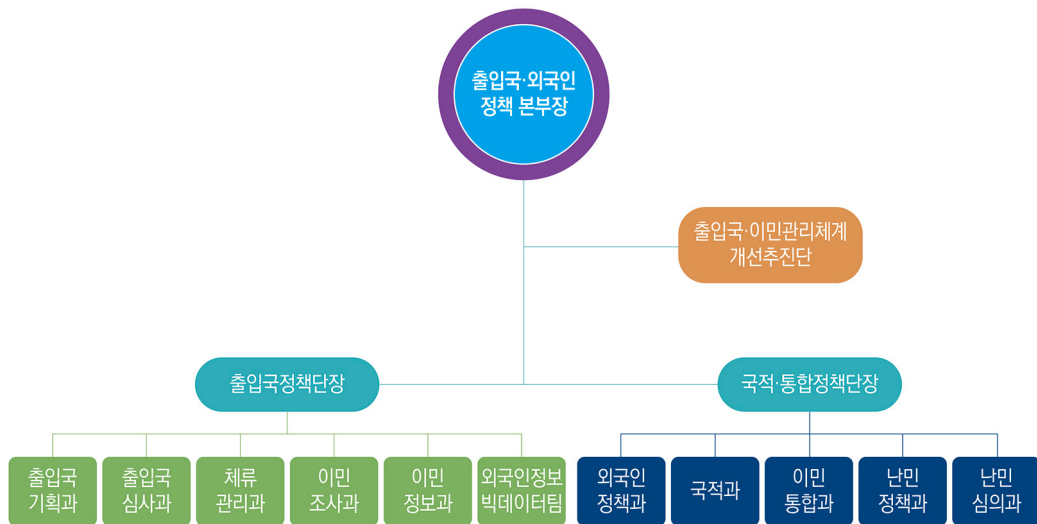 출입국·외국인
정책 본부장
출입국·이민관리체계
개선추진단
출입국정책단장
국적·통합정책단장
출입국
기획과
출입국
심사과
체류
관리과
이민
조사과
이민
정보과
외국인정보
빅데이터팀
외국인
정책과
국적과
이민
통합과
난민
정책과
난민
심의과